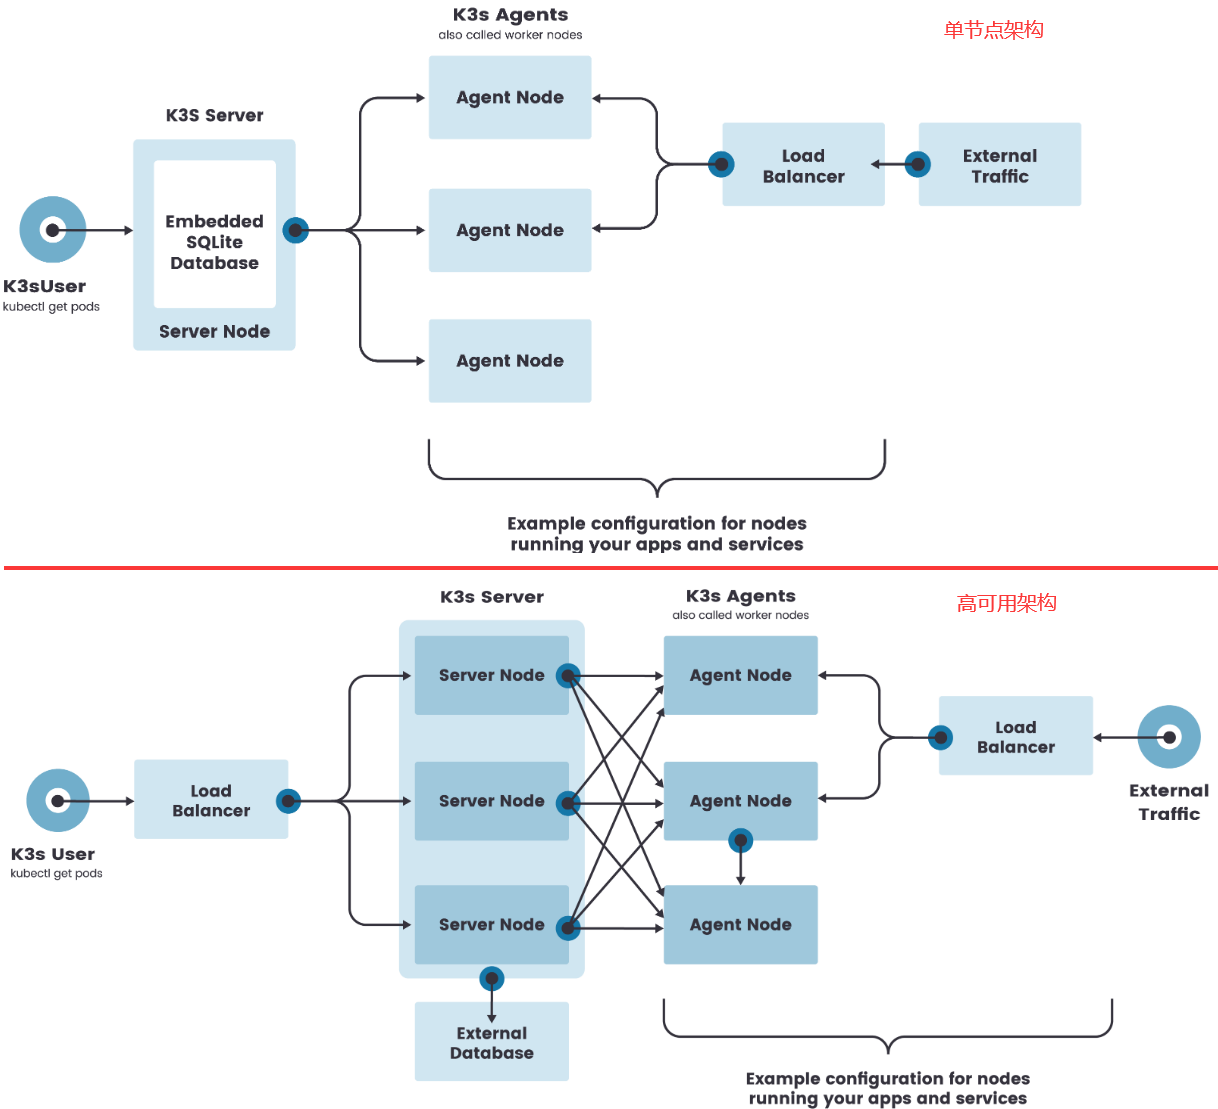 K3s Agents
also called worker nodes
单节点架构
K3S Server
Agent Node
Load
Balancer
External
Traffic
Embedded
SQLite
Database
Agent Node
K3sUser
kubectl get pods
Server Node
Agent Node
Example configuration for nodes
running your apps and services
K3s Server
K3s Agents
also called worker nodes
高可用架构
Server Node
Agent Node
Load
Balancer
External
Traffic
Load
Balancer
Server Node
Agent Node
K3s User
kubectl get pods
Server Node
Agent Node
External
Database
Example configuration for nodes
running your apps and services